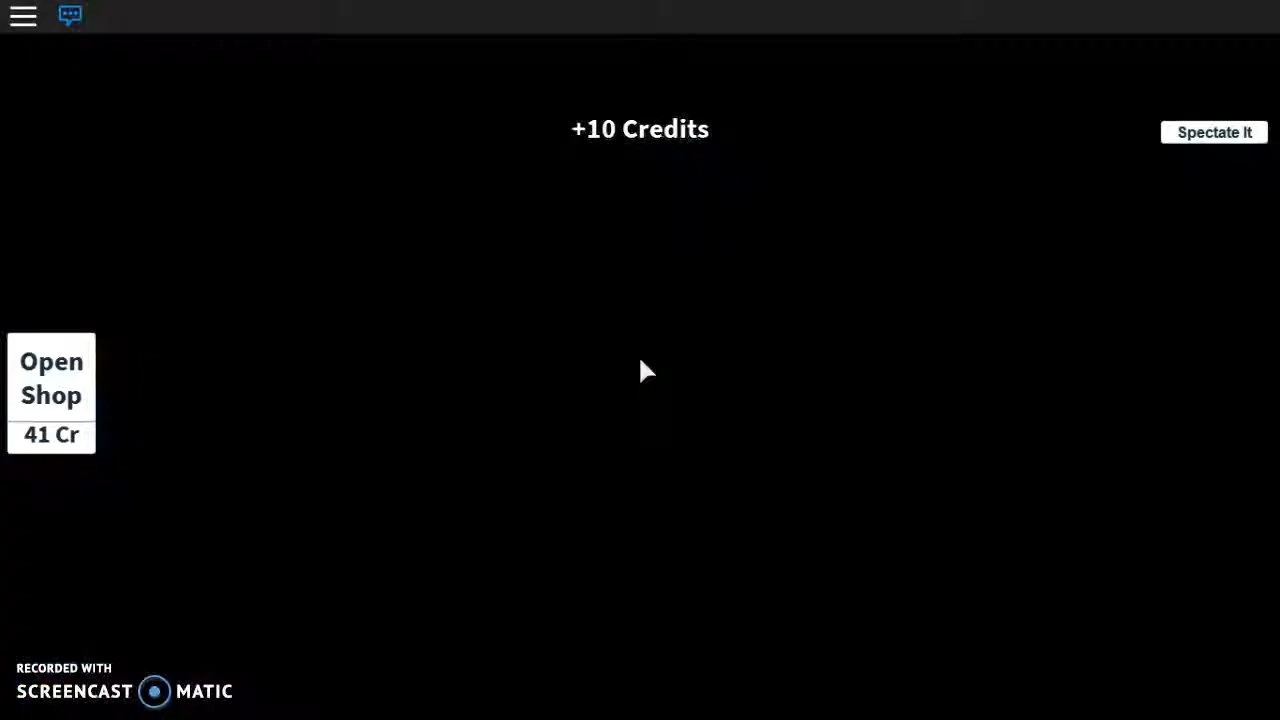 +10 Credits
Spectate It
Open
Shop
41 Cr
RECORDED WITH
SCREENCAST MATIC